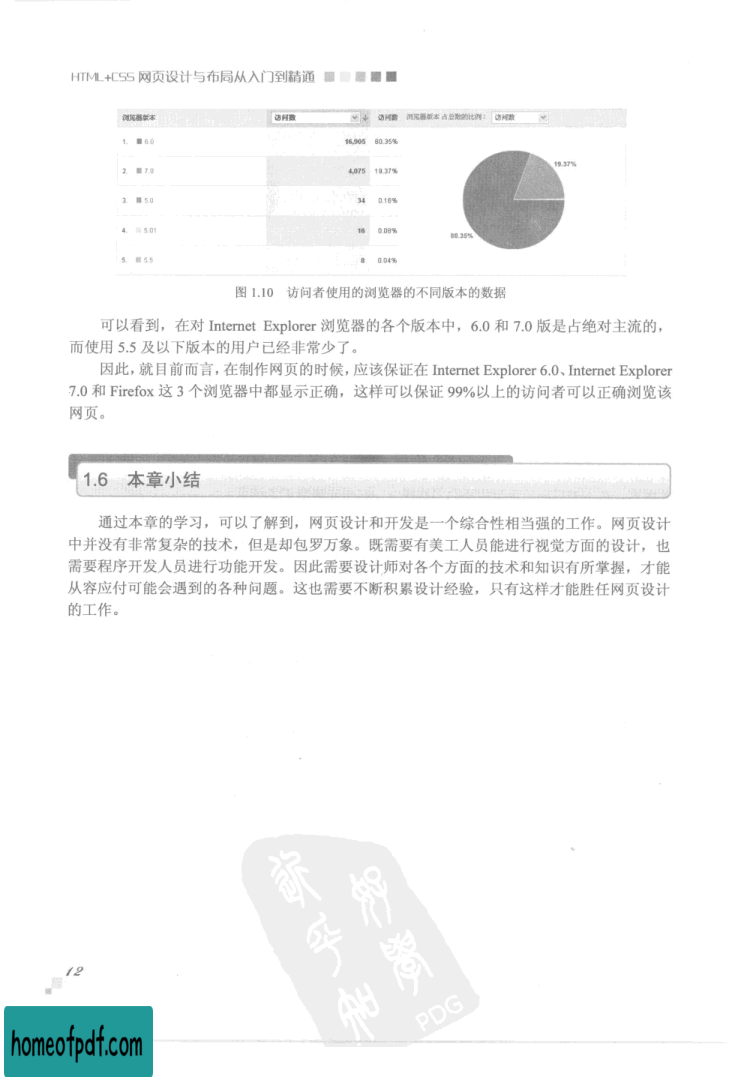 HTML+CSS 网页设计与布局从入门到精通
浏览器版本 访问数 访问数 浏览器版本 占总数的比例： 访问数
1. 6.0 16,905 80.35%
2. 7.0 4,075 19.37%
3. 5.0 34 0.16%
4. 5.01 16 0.08%
5. 5.5 8 0.04%
19.37%
80.35%
图 1.10 访问者使用的浏览器的不同版本的数据
可以看到，在对 Internet Explorer 浏览器的各个版本中，6.0 和 7.0 版是占绝对主流的，
而使用 5.5 及以下版本的用户已经非常少了。
因此，就目前而言，在制作网页的时候，应该保证在 Internet Explorer 6.0、Internet Explorer
7.0 和 Firefox 这 3 个浏览器中都显示正确，这样可以保证 99%以上的访问者可以正确浏览该
网页。
1.6 本章小结
通过本章的学习，可以了解到，网页设计和开发是一个综合性相当强的工作。网页设计
中并没有非常复杂的技术，但是却包罗万象。既需要有美工人员能进行视觉方面的设计，也
需要程序开发人员进行功能开发。因此需要设计师对各个方面的技术和知识有所掌握，才能
从容应付可能会遇到的各种问题。这也需要不断积累设计经验，只有这样才能胜任网页设计
的工作。
12
PDG
homeofpdf.com